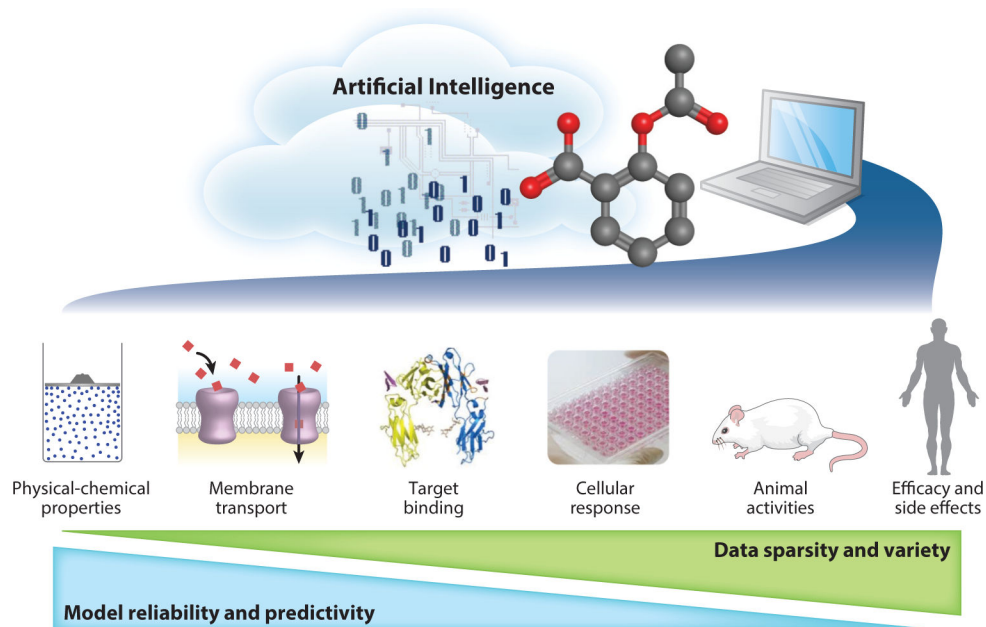 Artificial Intelligence
Physical-chemical
properties
Membrane
transport
Target
binding
Cellular
response
Animal
activities
Efficacy and
side effects
Data sparsity and variety
Model reliability and predictivity